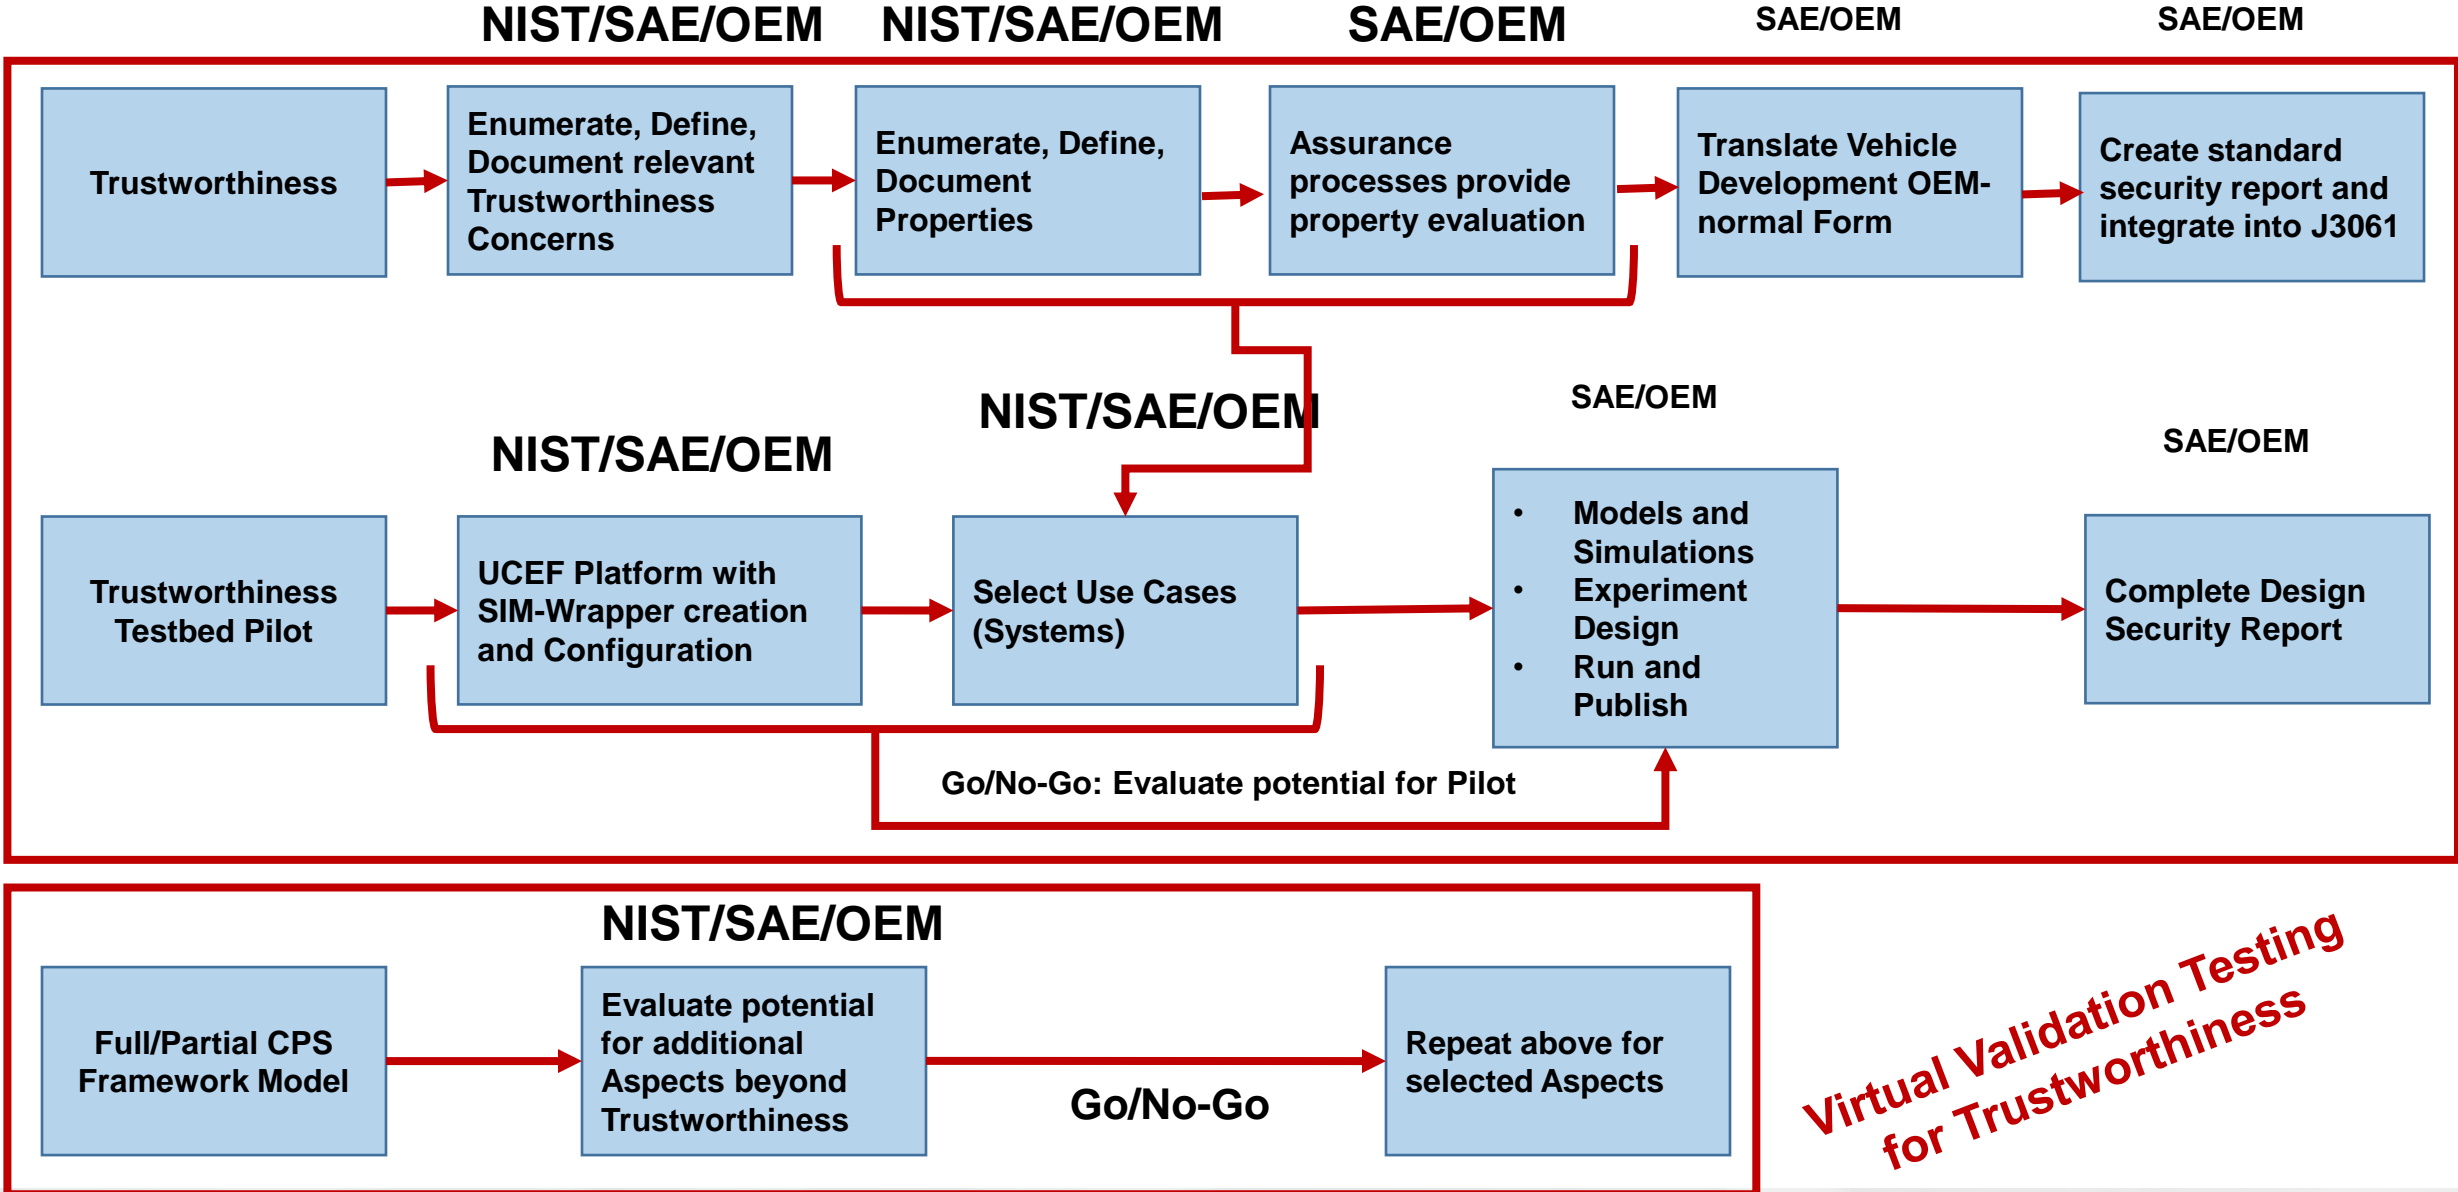 NIST/SAE/OEM
NIST/SAE/OEM
SAE/OEM
SAE/OEM
SAE/OEM
Trustworthiness
Enumerate, Define,
Document relevant
Trustworthiness
Concerns
Enumerate, Define,
Document
Properties
Assurance
processes provide
property evaluation
Translate Vehicle
Development OEM-
normal Form
Create standard
security report and
integrate into J3061
NIST/SAE/OEM
NIST/SAE/OEM
SAE/OEM
SAE/OEM
Trustworthiness
Testbed Pilot
UCEF Platform with
SIM-Wrapper creation
and Configuration
Select Use Cases
(Systems)
• Models and
Simulations
• Experiment
Design
• Run and
Publish
Complete Design
Security Report
Go/No-Go: Evaluate potential for Pilot
NIST/SAE/OEM
Full/Partial CPS
Framework Model
Evaluate potential
for additional
Aspects beyond
Trustworthiness
Go/No-Go
Repeat above for
selected Aspects
Virtual Validation Testing
for Trustworthiness